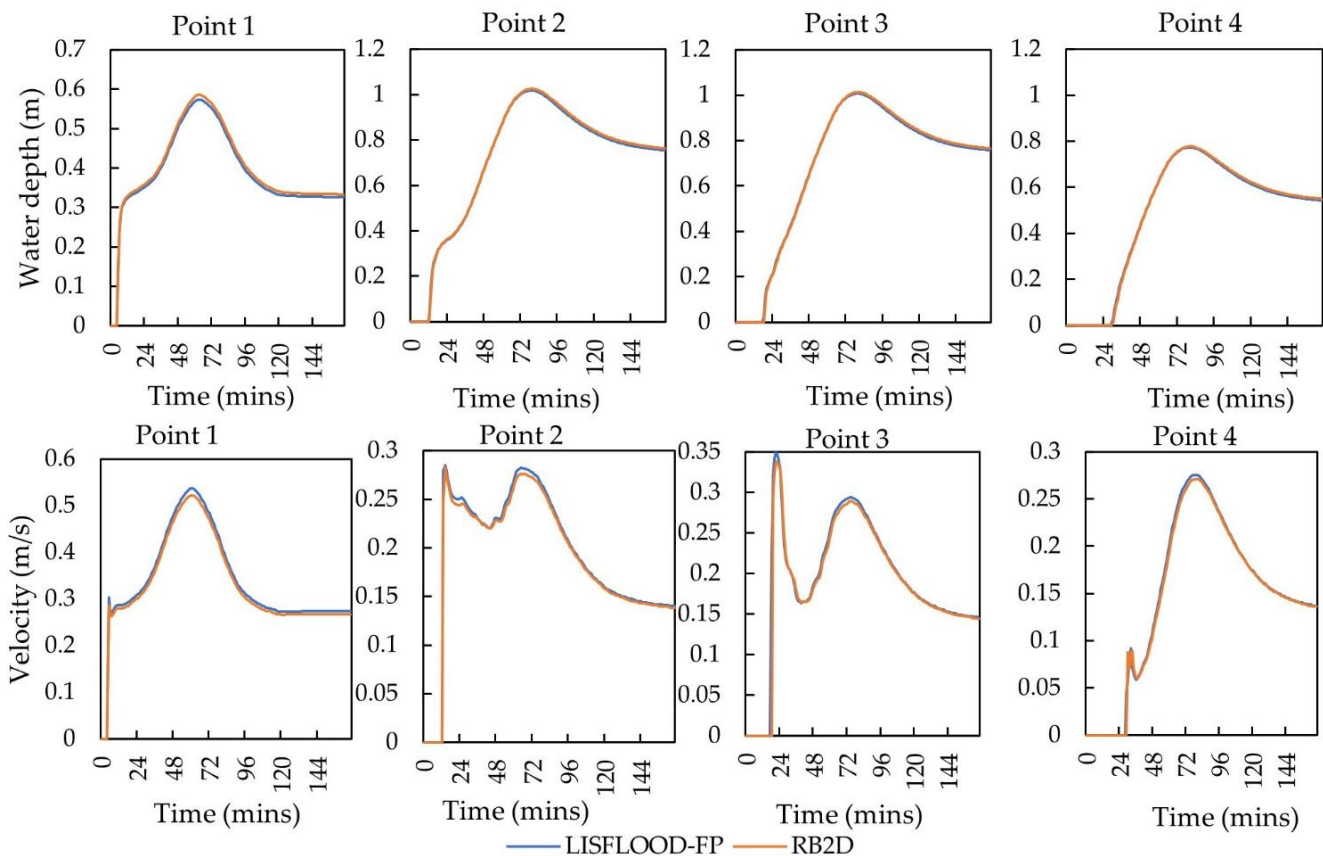 Point 1
Point 2
Point 3
Point 4
Water depth (m)
0.7
0.6
0.5
0.4
0.3
0.2
0.1
0
0 24 48 72 96 120 144
Time (mins)
1.2
1
0.8
0.6
0.4
0.2
0
0 24 48 72 96 120 144
Time (mins)
1.2
1
0.8
0.6
0.4
0.2
0
0 24 48 72 96 120 144
Time (mins)
1.2
1
0.8
0.6
0.4
0.2
0
0 24 48 72 96 120 144
Time (mins)
Point 1
Point 2
Point 3
Point 4
Velocity (m/s)
0.6
0.5
0.4
0.3
0.2
0.1
0
0 24 48 72 96 120 144
Time (mins)
0.3
0.25
0.2
0.15
0.1
0.05
0
0 24 48 72 96 120 144
Time (mins)
0.35
0.3
0.25
0.2
0.15
0.1
0.05
0
0 24 48 72 96 120 144
Time (mins)
0.3
0.25
0.2
0.15
0.1
0.05
0
0 24 48 72 96 120 144
Time (mins)
LISFLOOD-FP RB2D